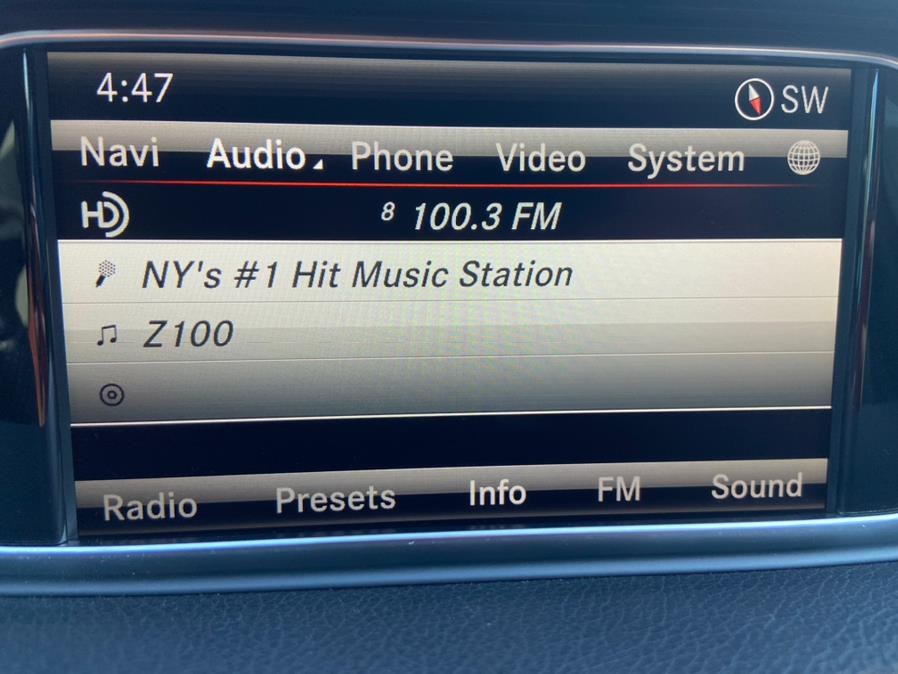 4:47 SW
Navi Audio Phone Video System
HD 8 100.3 FM
NY's #1 Hit Music Station
Z100
Radio Presets Info FM Sound